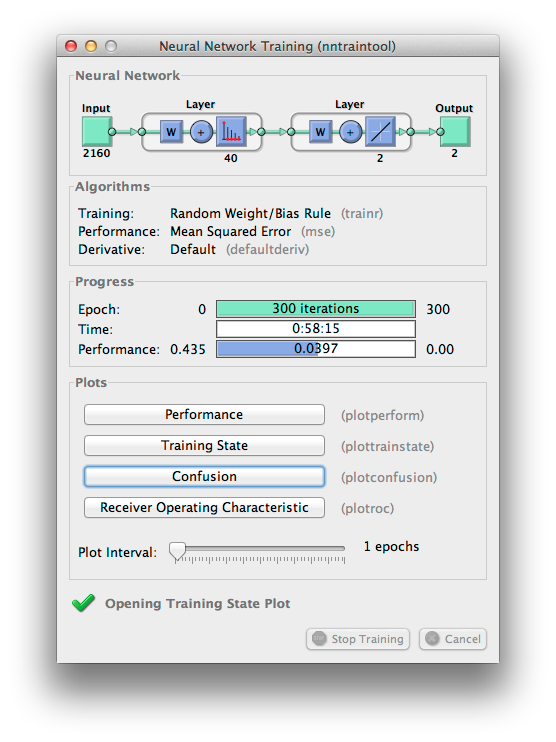 Neural Network Training (nntraintool)
Neural Network
Input
Layer
Layer
Output
W
+
W
+
2160
40
2
2
Algorithms
Training: Random Weight/Bias Rule (trainr)
Performance: Mean Squared Error (mse)
Derivative: Default (defaultderiv)
Progress
Epoch: 0 300 iterations 300
Time: 0:58:15
Performance: 0.435 0.0397 0.00
Plots
Performance (plotperform)
Training State (plottrainstate)
Confusion (plotconfusion)
Receiver Operating Characteristic (plotroc)
Plot Interval: 1 epochs
Opening Training State Plot
Stop Training Cancel